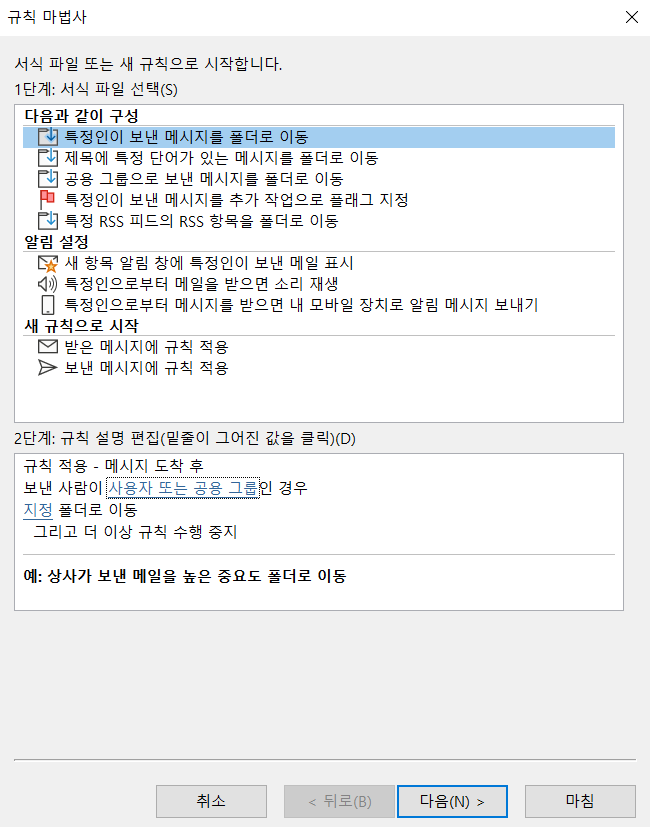 규칙 마법사
서식 파일 또는 새 규칙으로 시작합니다.
1단계: 서식 파일 선택(S)
다음과 같이 구성
특정인이 보낸 메시지를 폴더로 이동
제목에 특정 단어가 있는 메시지를 폴더로 이동
공용 그룹으로 보낸 메시지를 폴더로 이동
특정인이 보낸 메시지를 추가 작업으로 플래그 지정
특정 RSS 피드의 RSS 항목을 폴더로 이동
알림 설정
새 항목 알림 창에 특정인이 보낸 메일 표시
특정인으로부터 메일을 받으면 소리 재생
특정인으로부터 메시지를 받으면 내 모바일 장치로 알림 메시지 보내기
새 규칙으로 시작
받은 메시지에 규칙 적용
보낸 메시지에 규칙 적용
2단계: 규칙 설명 편집(밑줄이 그어진 값을 클릭)(D)
규칙 적용 - 메시지 도착 후
보낸 사람이 사용자 또는 공용 그룹인 경우
지정 폴더로 이동
그리고 더 이상 규칙 수행 중지
예: 상사가 보낸 메일을 높은 중요도 폴더로 이동
취소
< 뒤로(B)
다음(N) >
마침